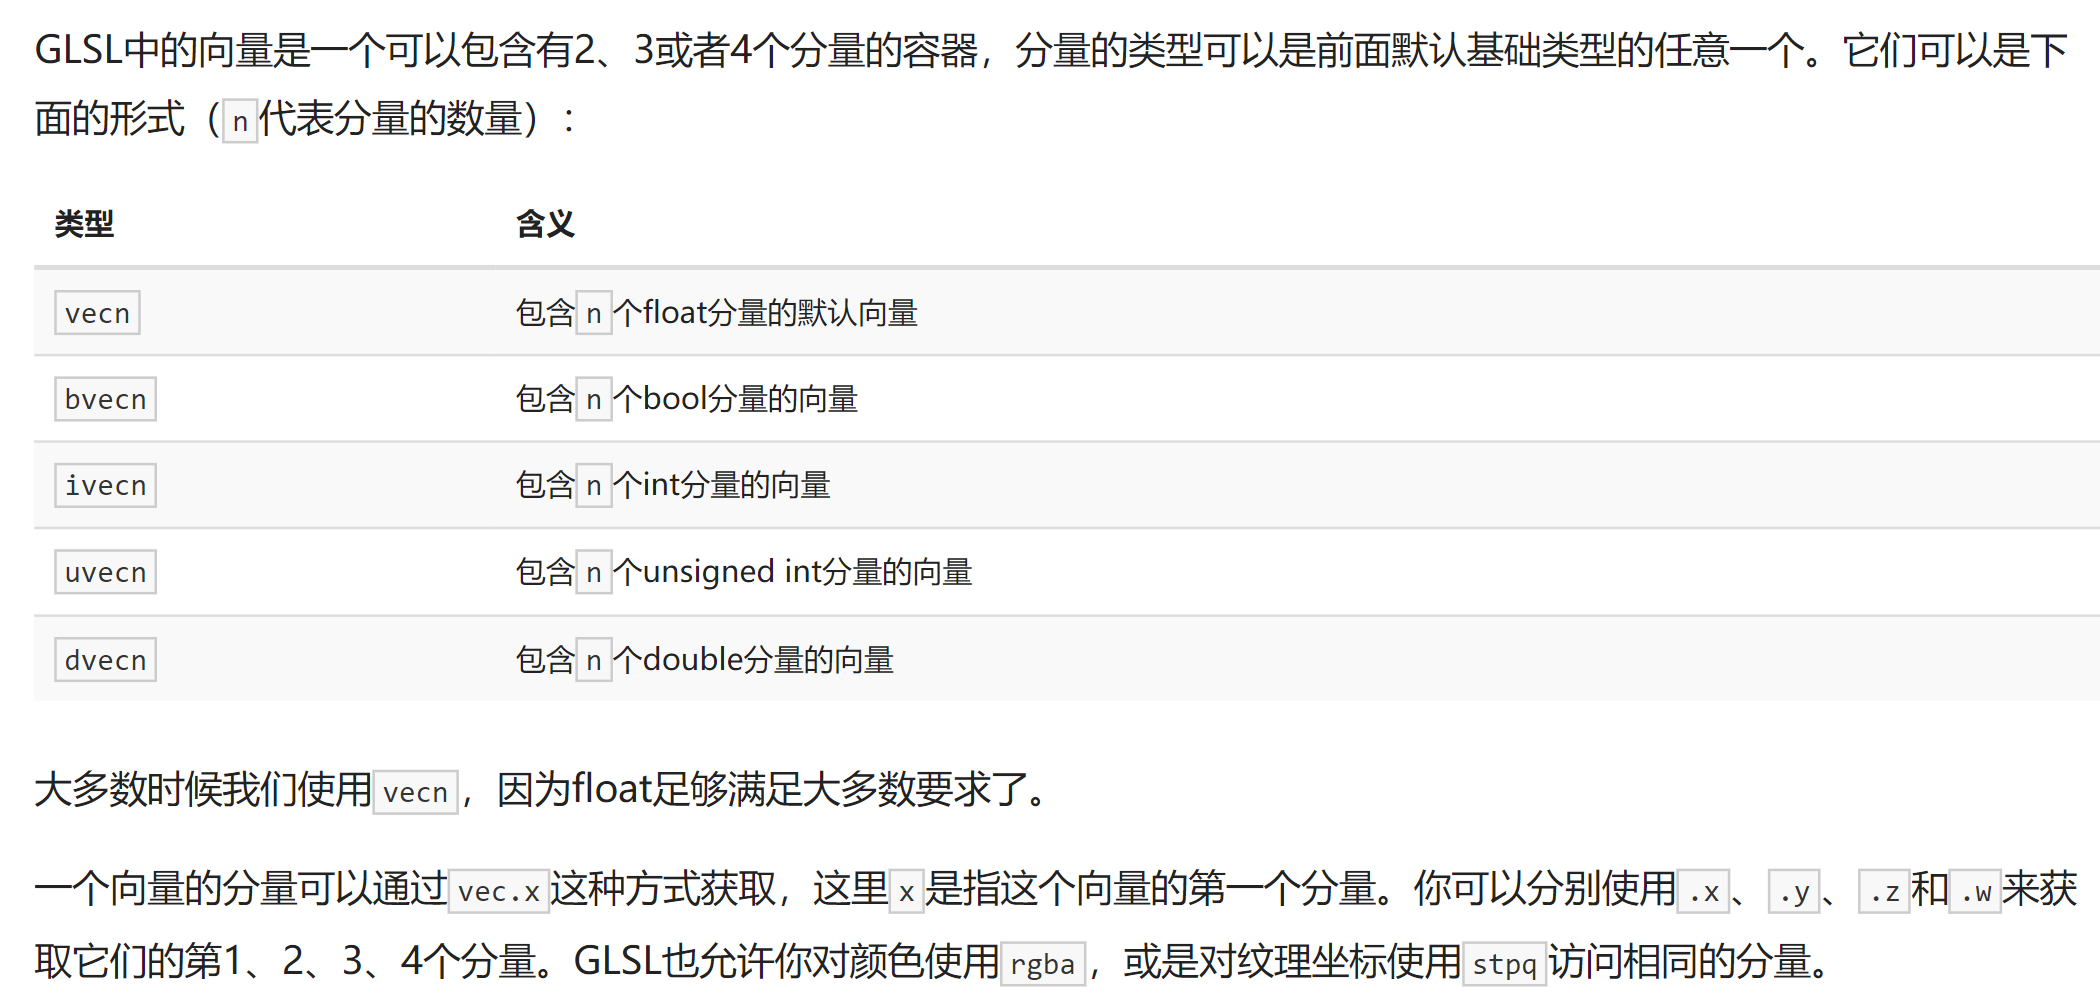 GLSL中的向量是一个可以包含有2、3或者4个分量的容器，分量的类型可以是前面默认基础类型的任意一个。它们可以是下
面的形式（n代表分量的数量）：
类型 含义
vecn 包含n个float分量的默认向量
bvecn 包含n个bool分量的向量
ivecn 包含n个int分量的向量
uvecn 包含n个unsigned int分量的向量
dvecn 包含n个double分量的向量
大多数时候我们使用vecn，因为float足够满足大多数要求了。
一个向量的分量可以通过vec.x这种方式获取，这里x是指这个向量的第一个分量。你可以分别使用.x、.y、.z和.w来获
取它们的第1、2、3、4个分量。GLSL也允许你对颜色使用rgba，或是对纹理坐标使用stpq访问相同的分量。